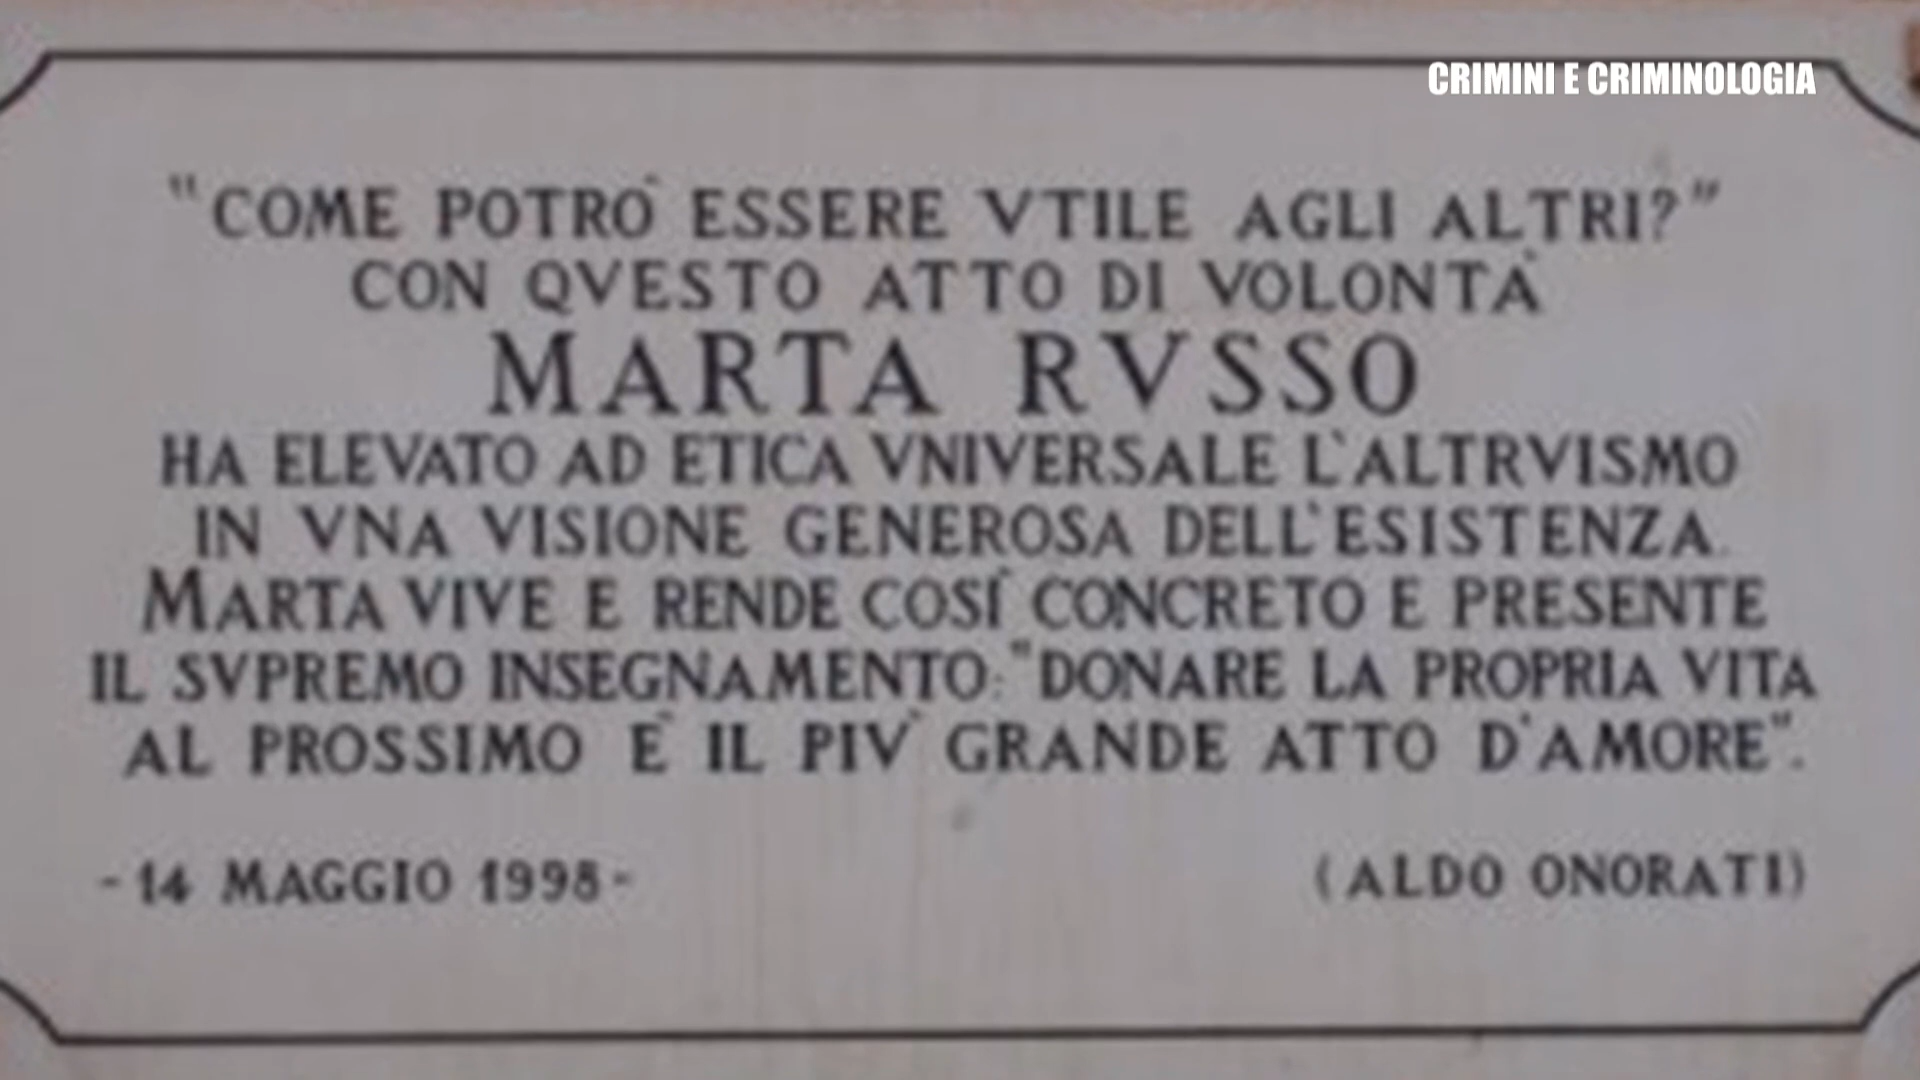 CRIMINI E CRIMINOLOGIA
"COME POTRÒ ESSERE VTILE AGLI ALTRI?"
CON QVESTO ATTO DI VOLONTÀ
MARTA RVSSO
HA ELEVATO AD ETICA VNIVERSALE L'ALTRVISMO
IN VNA VISIONE GENEROSA DELL'ESISTENZA.
MARTA VIVE E RENDE COSÌ CONCRETO E PRESENTE
IL SVPREMO INSEGNAMENTO: "DONARE LA PROPRIA VITA
AL PROSSIMO È IL PIV̀ GRANDE ATTO D'AMORE".
-14 MAGGIO 1998-
(ALDO ONORATI)